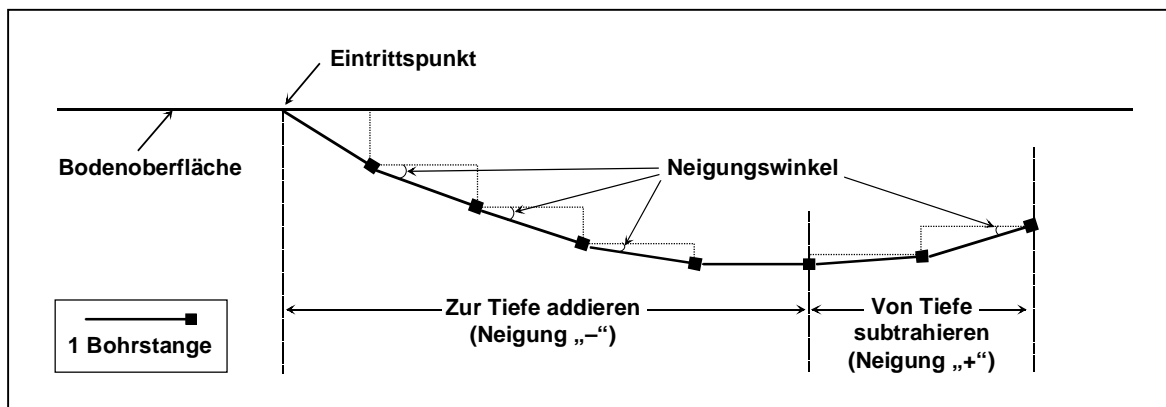 Eintrittspunkt
Bodenoberfläche
Neigungswinkel
Zur Tiefe addieren
(Neigung „–“)
Von Tiefe
subtrahieren
(Neigung „+“)
1 Bohrstange